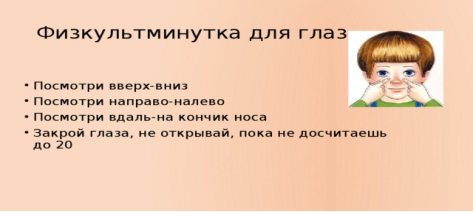 Физкультминутка для глаз
• Посмотри вверх-вниз
• Посмотри направо-налево
• Посмотри вдаль-на кончик носа
• Закрой глаза, не открывай, пока не досчитаешь
до 20